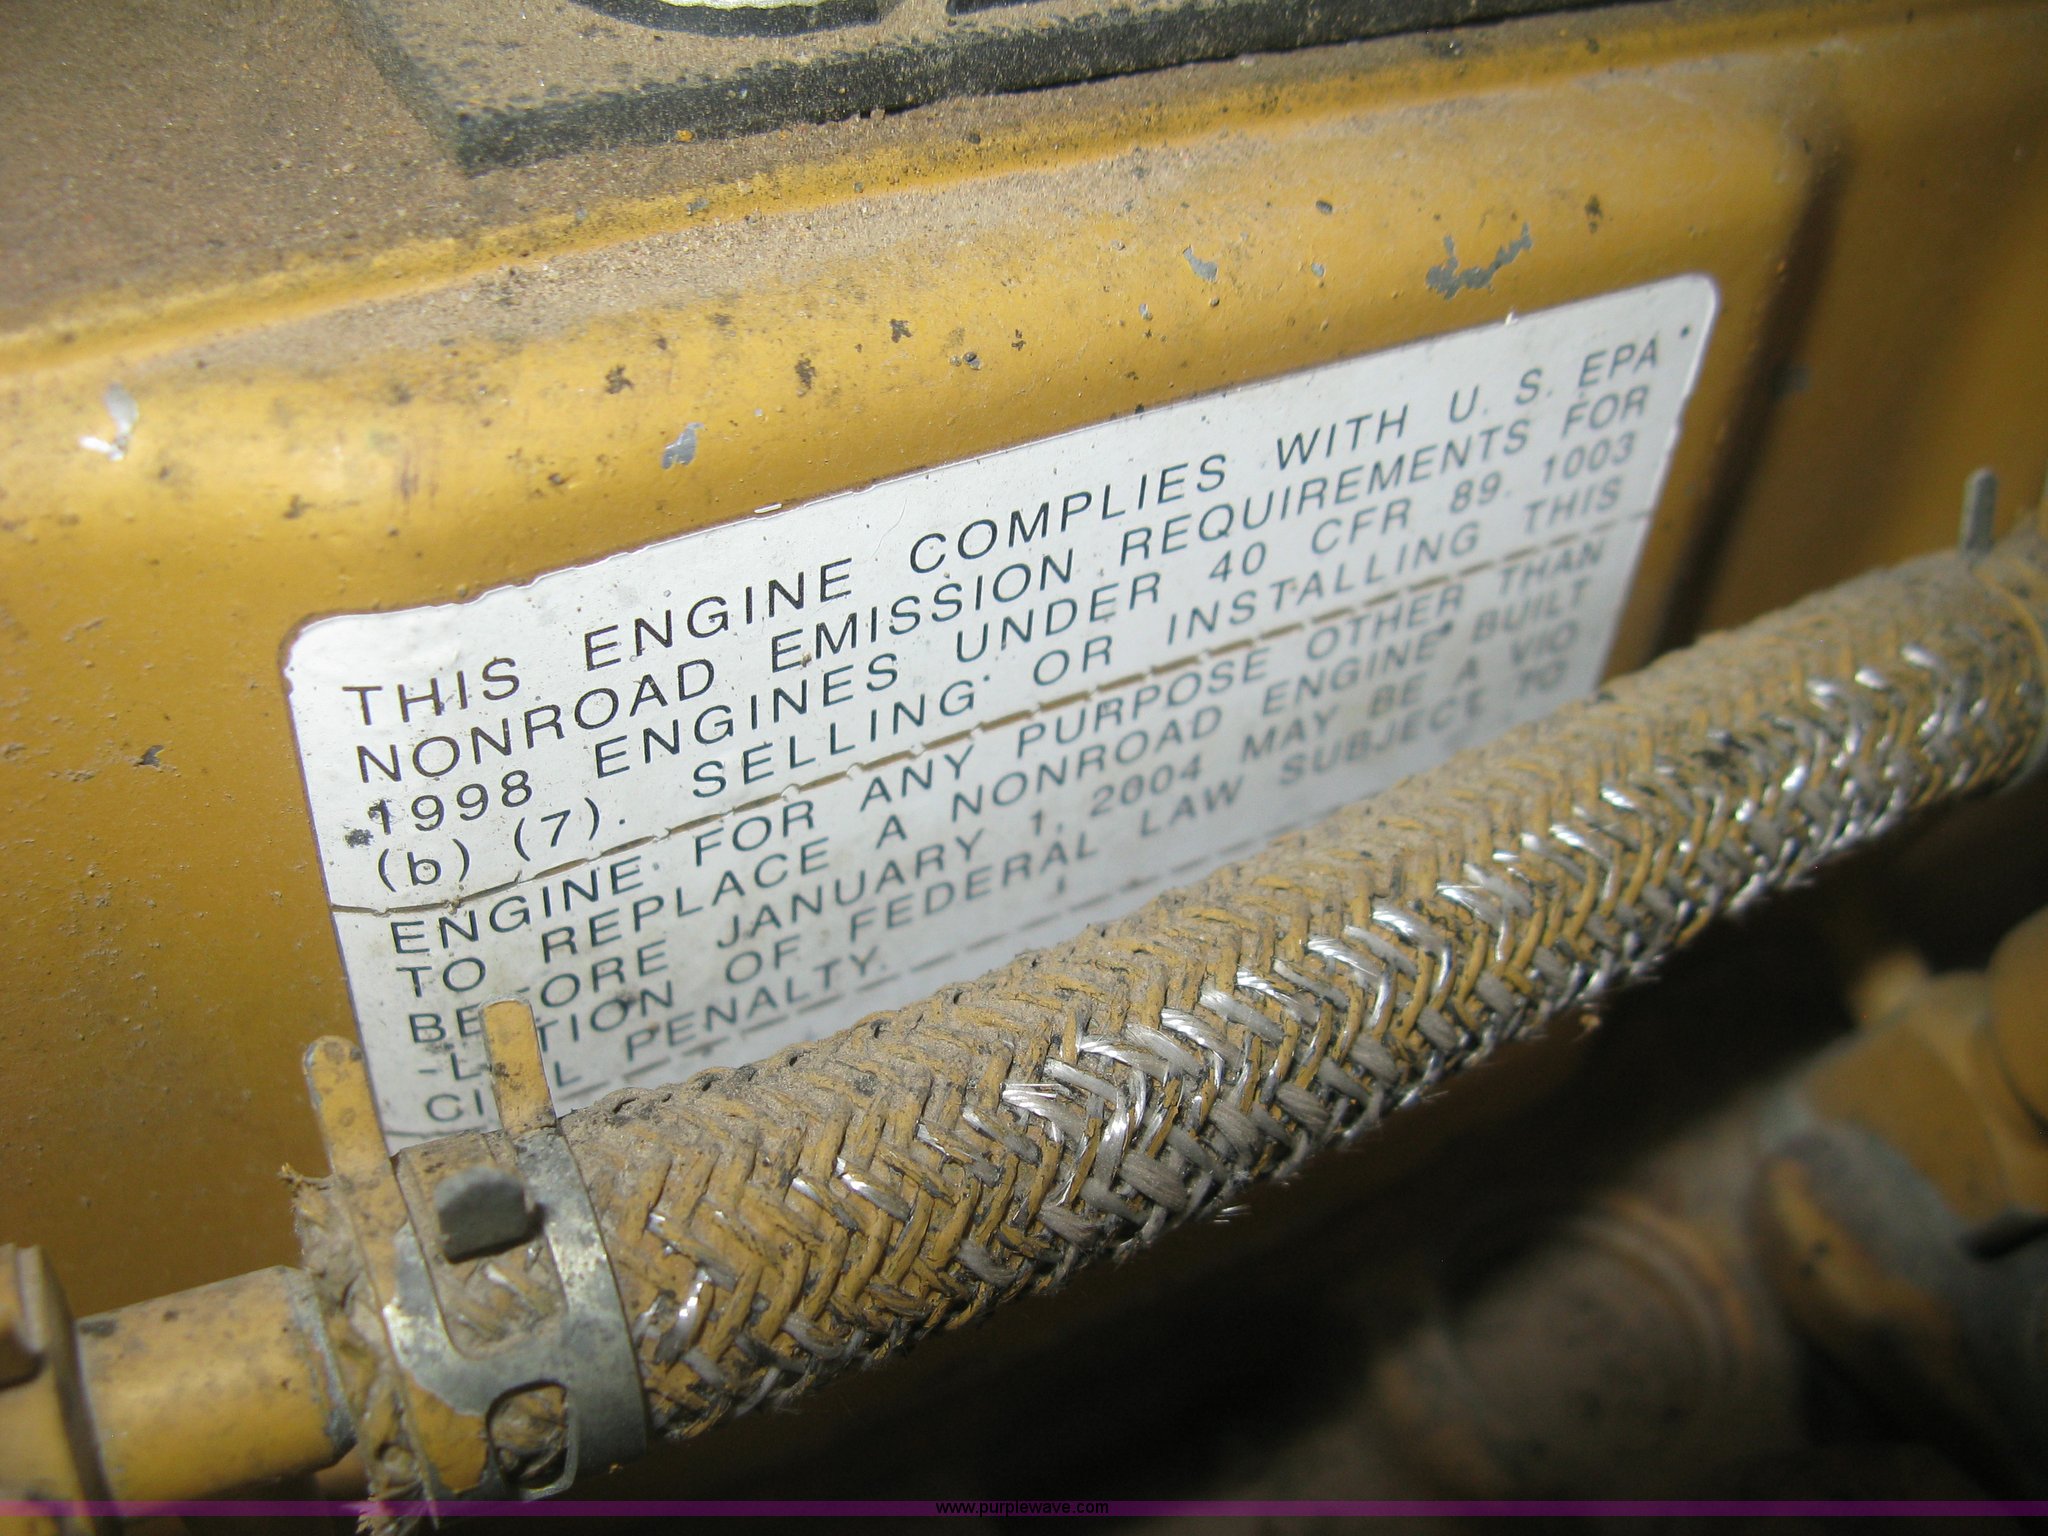 THIS ENGINE COMPLIES WITH U.S. EPA
NONROAD EMISSION REQUIREMENTS FOR
1998 ENGINES UNDER 40 CFR 89.1003
(b) (7). SELLING OR INSTALLING THIS
ENGINE FOR ANY PURPOSE OTHER THAN
TO REPLACE A NONROAD ENGINE BUILT
BEFORE JANUARY 1, 2004 MAY BE A VIO
TION OF FEDERAL LAW SUBJECT TO
CI L PENALTY.
www.purplewave.com